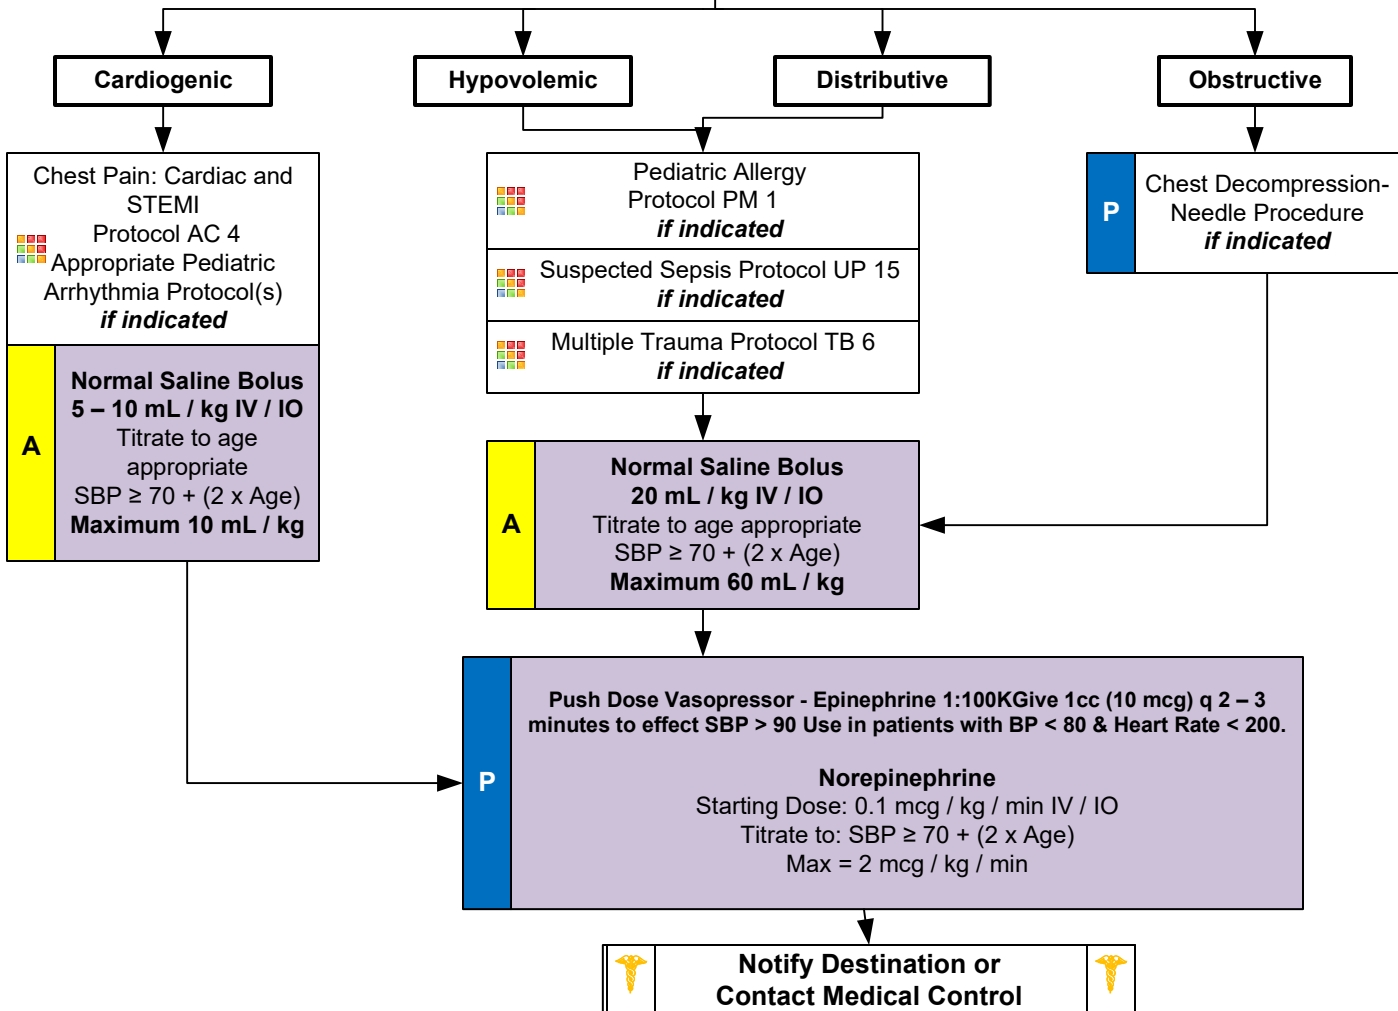 Cardiogenic
Hypovolemic
Distributive
Obstructive
Chest Pain: Cardiac and
STEMI
Protocol AC 4
Appropriate Pediatric
Arrhythmia Protocol(s)
if indicated
A
Normal Saline Bolus
5 – 10 mL / kg IV / IO
Titrate to age
appropriate
SBP ≥ 70 + (2 x Age)
Maximum 10 mL / kg
Pediatric Allergy
Protocol PM 1
if indicated
Suspected Sepsis Protocol UP 15
if indicated
Multiple Trauma Protocol TB 6
if indicated
P
Chest Decompression-
Needle Procedure
if indicated
A
Normal Saline Bolus
20 mL / kg IV / IO
Titrate to age appropriate
SBP ≥ 70 + (2 x Age)
Maximum 60 mL / kg
P
Push Dose Vasopressor - Epinephrine 1:100KGive 1cc (10 mcg) q 2 – 3
minutes to effect SBP > 90 Use in patients with BP < 80 & Heart Rate < 200.
Norepinephrine
Starting Dose: 0.1 mcg / kg / min IV / IO
Titrate to: SBP ≥ 70 + (2 x Age)
Max = 2 mcg / kg / min
Notify Destination or
Contact Medical Control